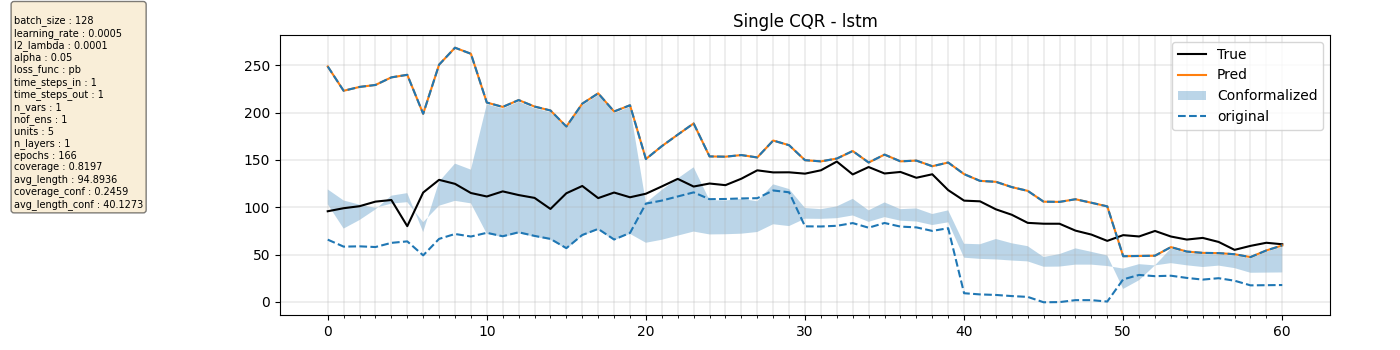 batch_size : 128
learning_rate : 0.0005
l2_lambda : 0.0001
alpha : 0.05
loss_func : pb
time_steps_in : 1
time_steps_out : 1
n_vars : 1
nof_ens : 1
units : 5
n_layers : 1
epochs : 166
coverage : 0.8197
avg_length : 94.8936
coverage_conf : 0.2459
avg_length_conf : 40.1273
Single CQR - lstm
True
Pred
Conformalized
original
250
200
150
100
50
0
0 10 20 30 40 50 60